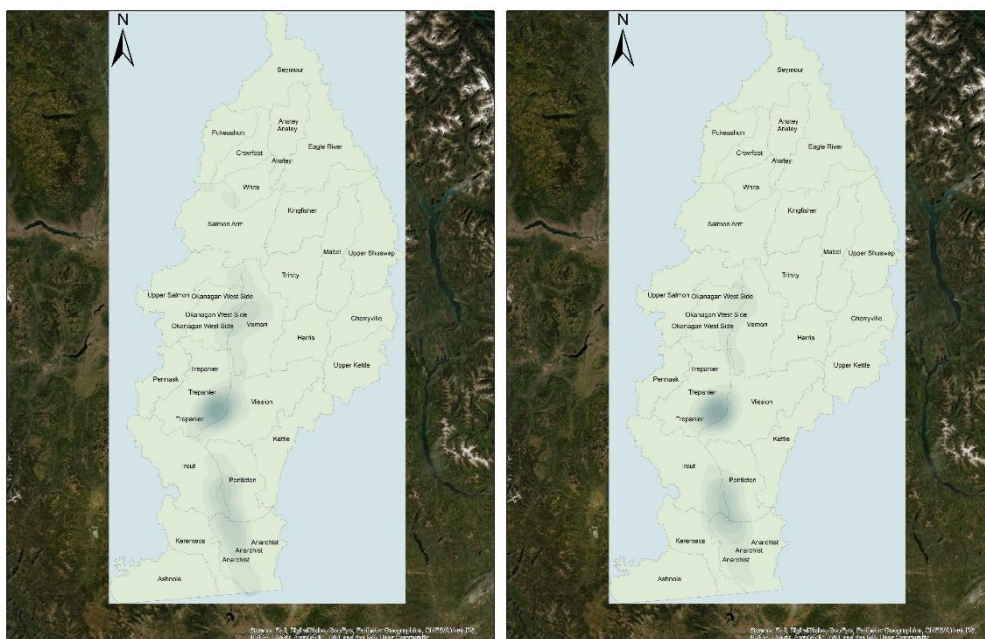 N
Seymour
Anstey
Anstey
Pukeashun
Eagle River
Crowfoot
Anstey
White
Kingfisher
Salmon Arm
Mabel
Upper Shuswap
Trinity
Upper Salmon
Okanagan West Side
Okanagan West Side
Cherryville
Okanagan West Side
Vernon
Harris
Trepanier
Upper Kettle
Pennask
Trepanier
Mission
Trepanier
Kettle
Trout
Penticton
Keremeos
Anarchist
Anarchist
Anarchist
Ashnola
N
Seymour
Anstey
Anstey
Pukeashun
Eagle River
Crowfoot
Anstey
White
Kingfisher
Salmon Arm
Mabel
Upper Shuswap
Trinity
Upper Salmon
Okanagan West Side
Okanagan West Side
Cherryville
Okanagan West Side
Vernon
Harris
Trepanier
Upper Kettle
Pennask
Trepanier
Mission
Trepanier
Kettle
Trout
Penticton
Keremeos
Anarchist
Anarchist
Anarchist
Ashnola